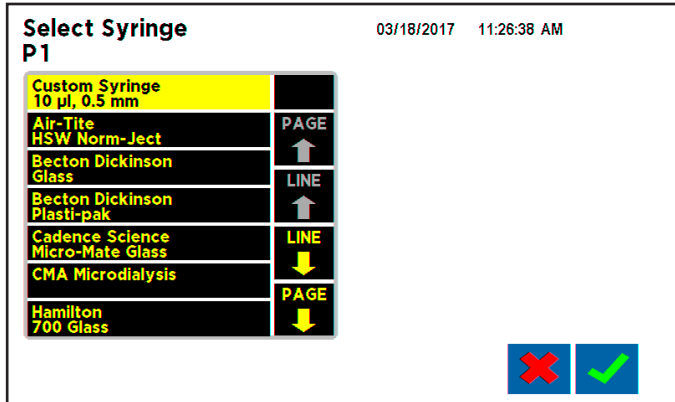 Select Syringe
03/18/2017 11:26:38 AM
P1
Custom Syringe
10 µl, 0.5 mm
Air-Tite
HSW Norm-Ject
PAGE
Becton Dickinson
Glass
LINE
Becton Dickinson
Plasti-pak
Cadence Science
Micro-Mate Glass
LINE
CMA Microdialysis
PAGE
Hamilton
700 Glass